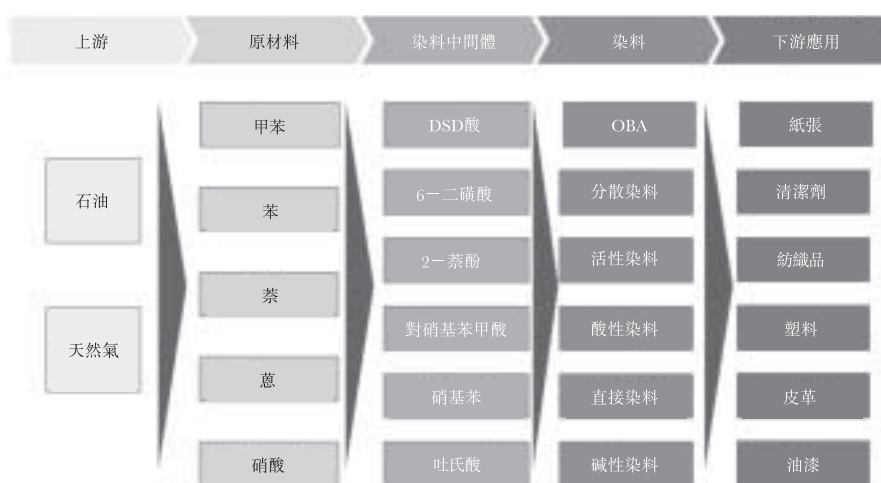 上游
原材料
染料中間體
染料
下游應用
石油
天然氣
甲苯
苯
萘
蒽
硝酸
DSD酸
6－二磺酸
2－萘酚
對硝基苯甲酸
硝基苯
吐氏酸
OBA
分散染料
活性染料
酸性染料
直接染料
碱性染料
紙張
清潔劑
紡織品
塑料
皮革
油漆